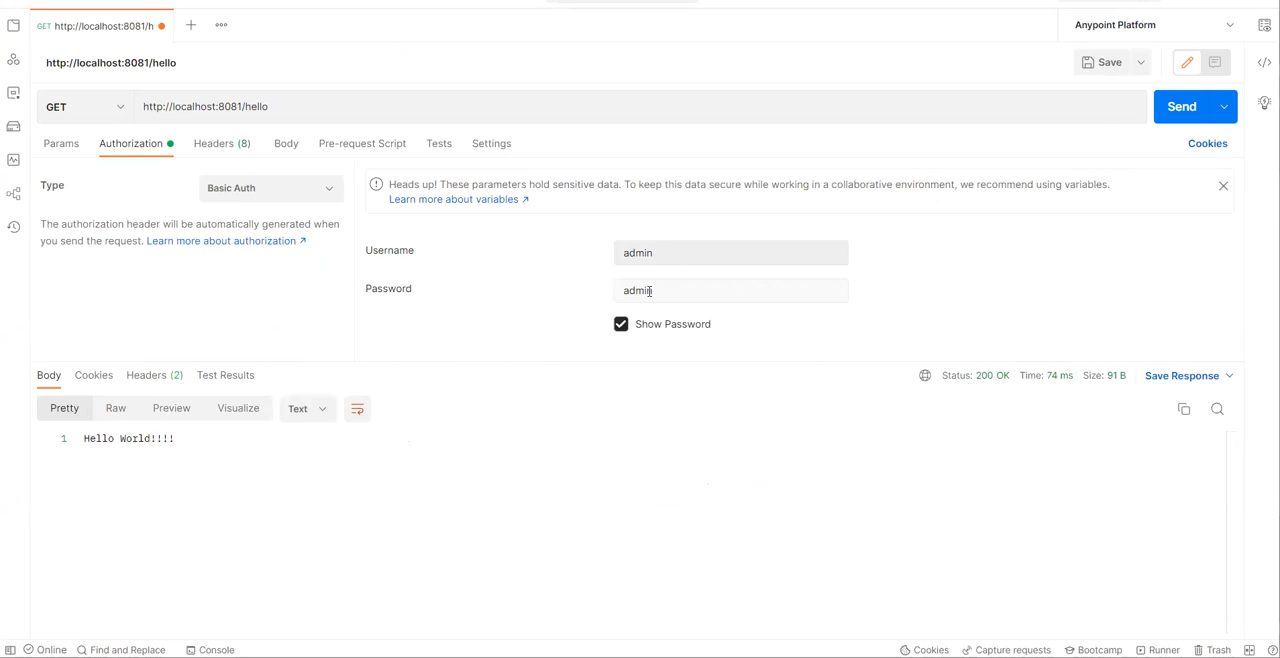 GET http://localhost:8081/h
Anypoint Platform
http://localhost:8081/hello
Save
GET http://localhost:8081/hello
Send
Params Authorization Headers (8) Body Pre-request Script Tests Settings
Cookies
Type
Basic Auth
Heads up! These parameters hold sensitive data. To keep this data secure while working in a collaborative environment, we recommend using variables.
Learn more about variables ↗
The authorization header will be automatically generated when
you send the request. Learn more about authorization ↗
Username
admin
Password
admin
Show Password
Body Cookies Headers (2) Test Results
Status: 200 OK Time: 74 ms Size: 91 B
Save Response
Pretty Raw Preview Visualize Text
1 Hello World!!!!
Online Find and Replace Console
Cookies Capture requests Bootcamp Runner Trash